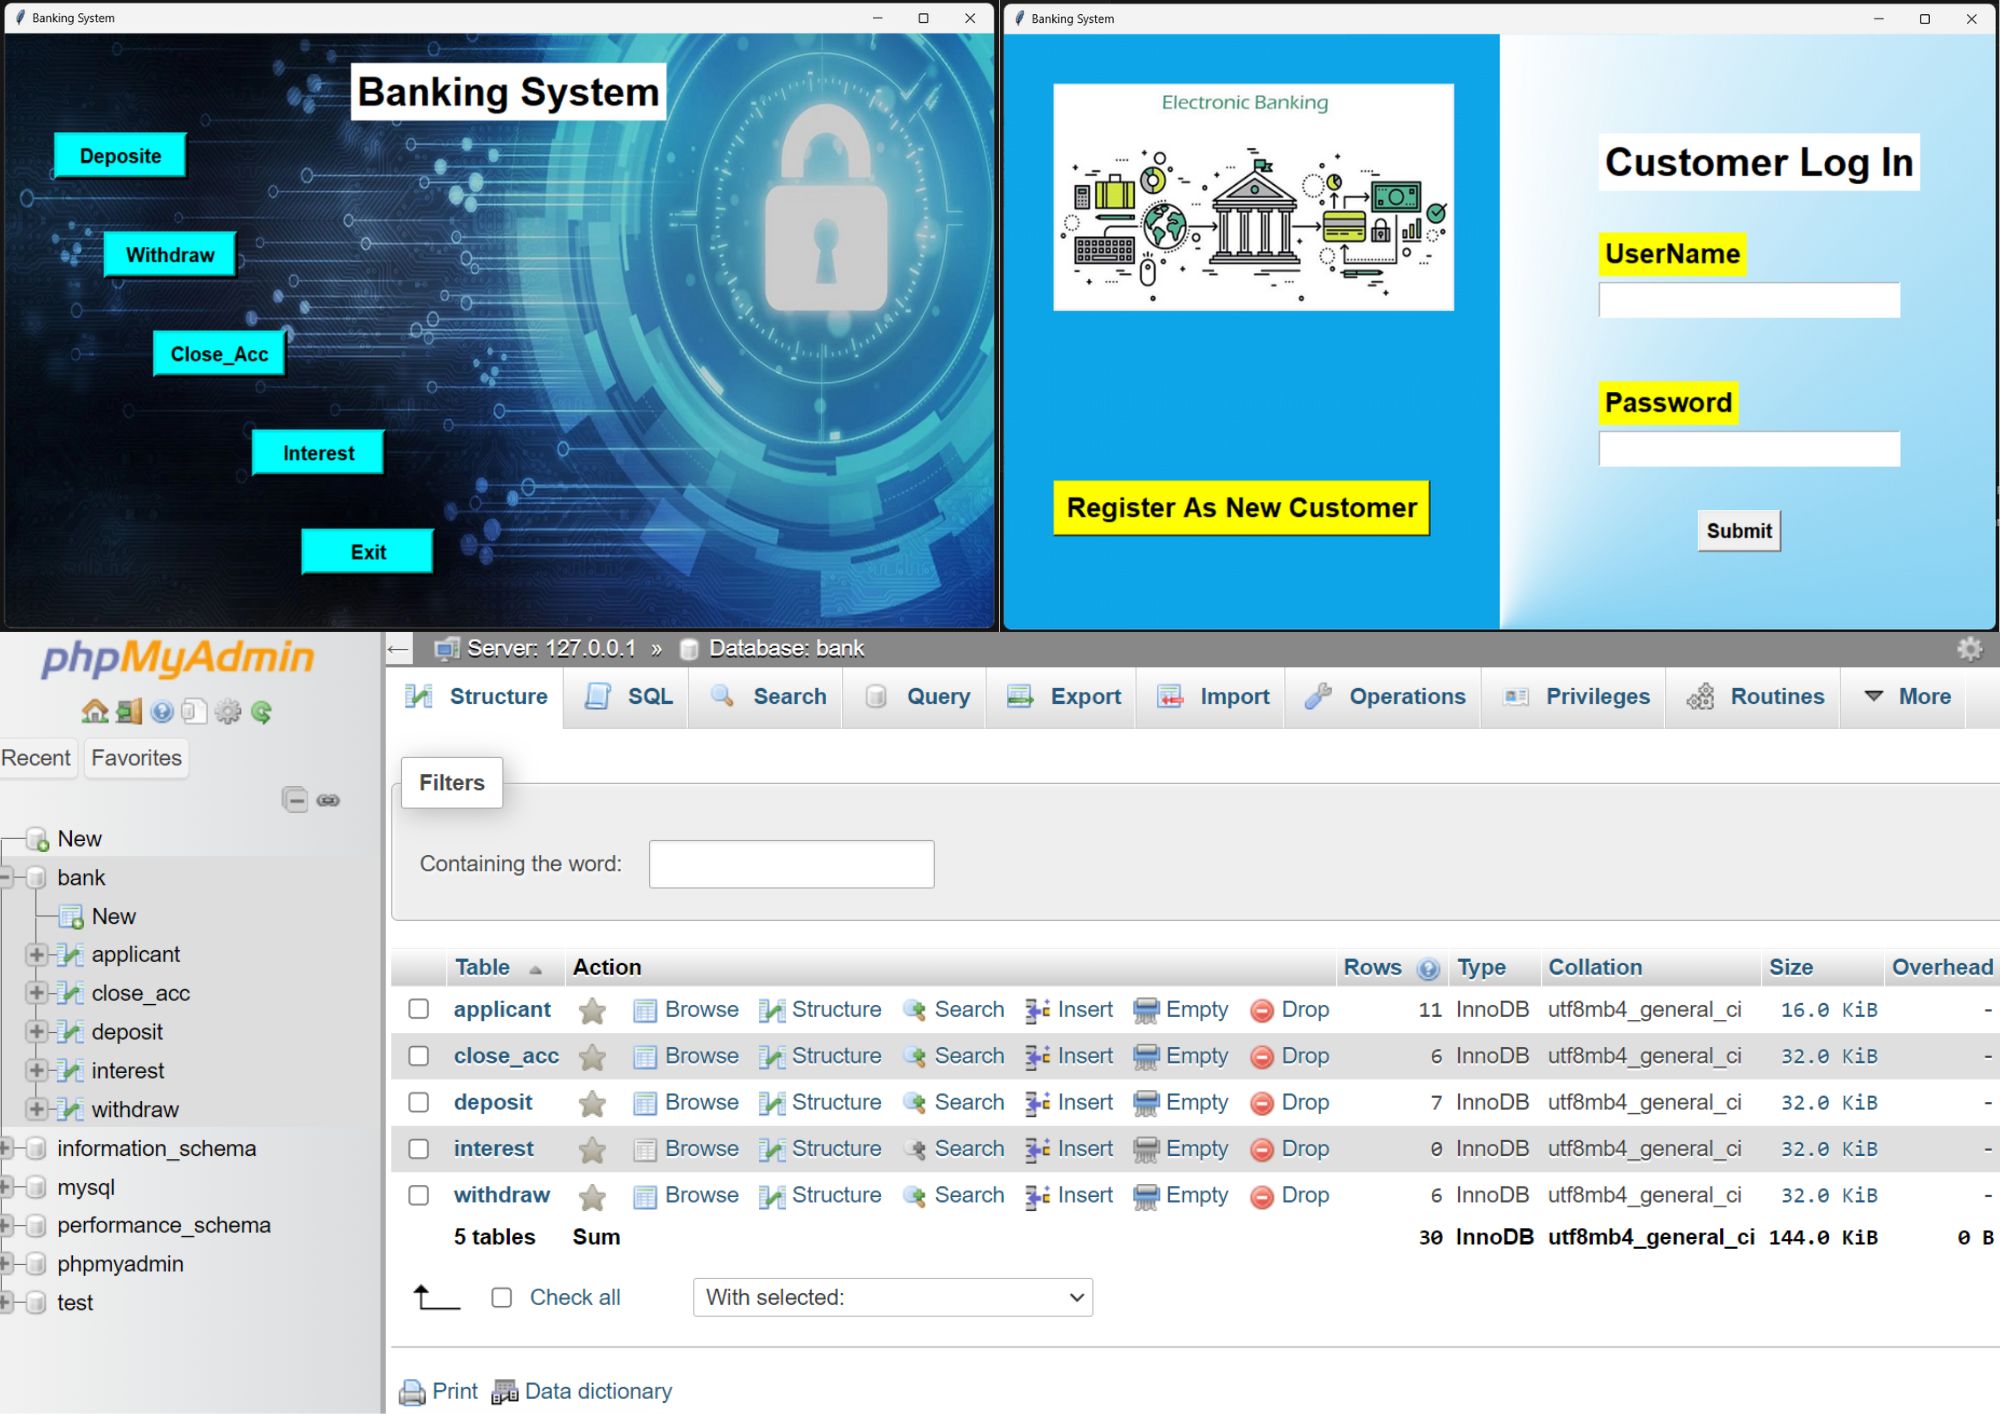 Banking System
Banking System
Deposite
Withdraw
Close_Acc
Interest
Exit
Banking System
Electronic Banking
Register As New Customer
Customer Log In
UserName
Password
Submit
phpMyAdmin
Recent Favorites
New
bank
New
applicant
close_acc
deposit
interest
withdraw
information_schema
mysql
performance_schema
phpmyadmin
test
Server: 127.0.0.1 » Database: bank
Structure SQL Search Query Export Import Operations Privileges Routines More
Filters
Containing the word:
Table Action Rows Type Collation Size Overhead
applicant Browse Structure Search Insert Empty Drop 11 InnoDB utf8mb4_general_ci 16.0 KiB -
close_acc Browse Structure Search Insert Empty Drop 6 InnoDB utf8mb4_general_ci 32.0 KiB -
deposit Browse Structure Search Insert Empty Drop 7 InnoDB utf8mb4_general_ci 32.0 KiB -
interest Browse Structure Search Insert Empty Drop 0 InnoDB utf8mb4_general_ci 32.0 KiB -
withdraw Browse Structure Search Insert Empty Drop 6 InnoDB utf8mb4_general_ci 32.0 KiB -
5 tables Sum 30 InnoDB utf8mb4_general_ci 144.0 KiB 0 B
Check all With selected:
Print Data dictionary